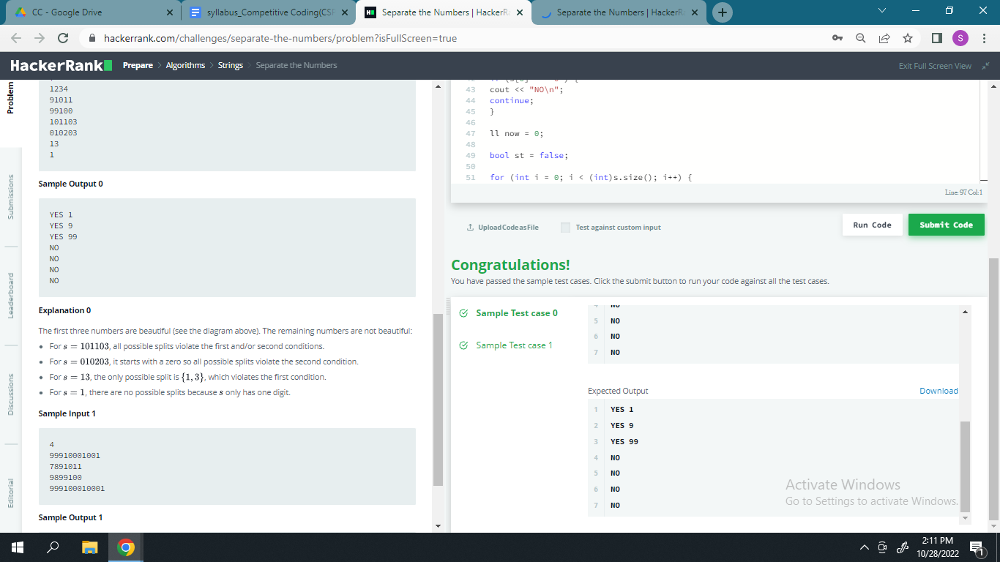 CC - Google Drive
syllabus_Competitive Coding(CSF
Separate the Numbers | HackerR
Separate the Numbers | HackerR
hackerrank.com/challenges/separate-the-numbers/problem?isFullScreen=true
S
HackerRank
Prepare > Algorithms > Strings > Separate the Numbers
Exit Full Screen View
Problem
Submissions
Leaderboard
Discussions
Editorial
1234
91011
99100
101103
010203
13
1
Sample Output 0
YES 1
YES 9
YES 99
NO
NO
NO
NO
Explanation 0
The first three numbers are beautiful (see the diagram above). The remaining numbers are not beautiful:
• For s = 101103, all possible splits violate the first and/or second conditions.
• For s = 010203, it starts with a zero so all possible splits violate the second condition.
• For s = 13, the only possible split is {1, 3}, which violates the first condition.
• For s = 1, there are no possible splits because s only has one digit.
Sample Input 1
4
99910001001
7891011
9899100
999100010001
Sample Output 1
43 cout << "NO\n";
44 continue;
45 }
46
47 ll now = 0;
48
49 bool st = false;
50
51 for (int i = 0; i < (int)s.size(); i++) {
Line: 97 Col: 1
Upload Code as File
Test against custom input
Run Code
Submit Code
Congratulations!
You have passed the sample test cases. Click the submit button to run your code against all the test cases.
Sample Test case 0
Sample Test case 1
4 NO
5 NO
6 NO
7 NO
Expected Output
Download
1 YES 1
2 YES 9
3 YES 99
4 NO
5 NO
6 NO
7 NO
Activate Windows
Go to Settings to activate Windows.
2:11 PM
10/28/2022
1